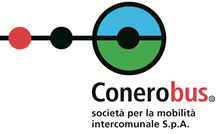 Conerobus®
società per la mobilità
intercomunale S.p.A.